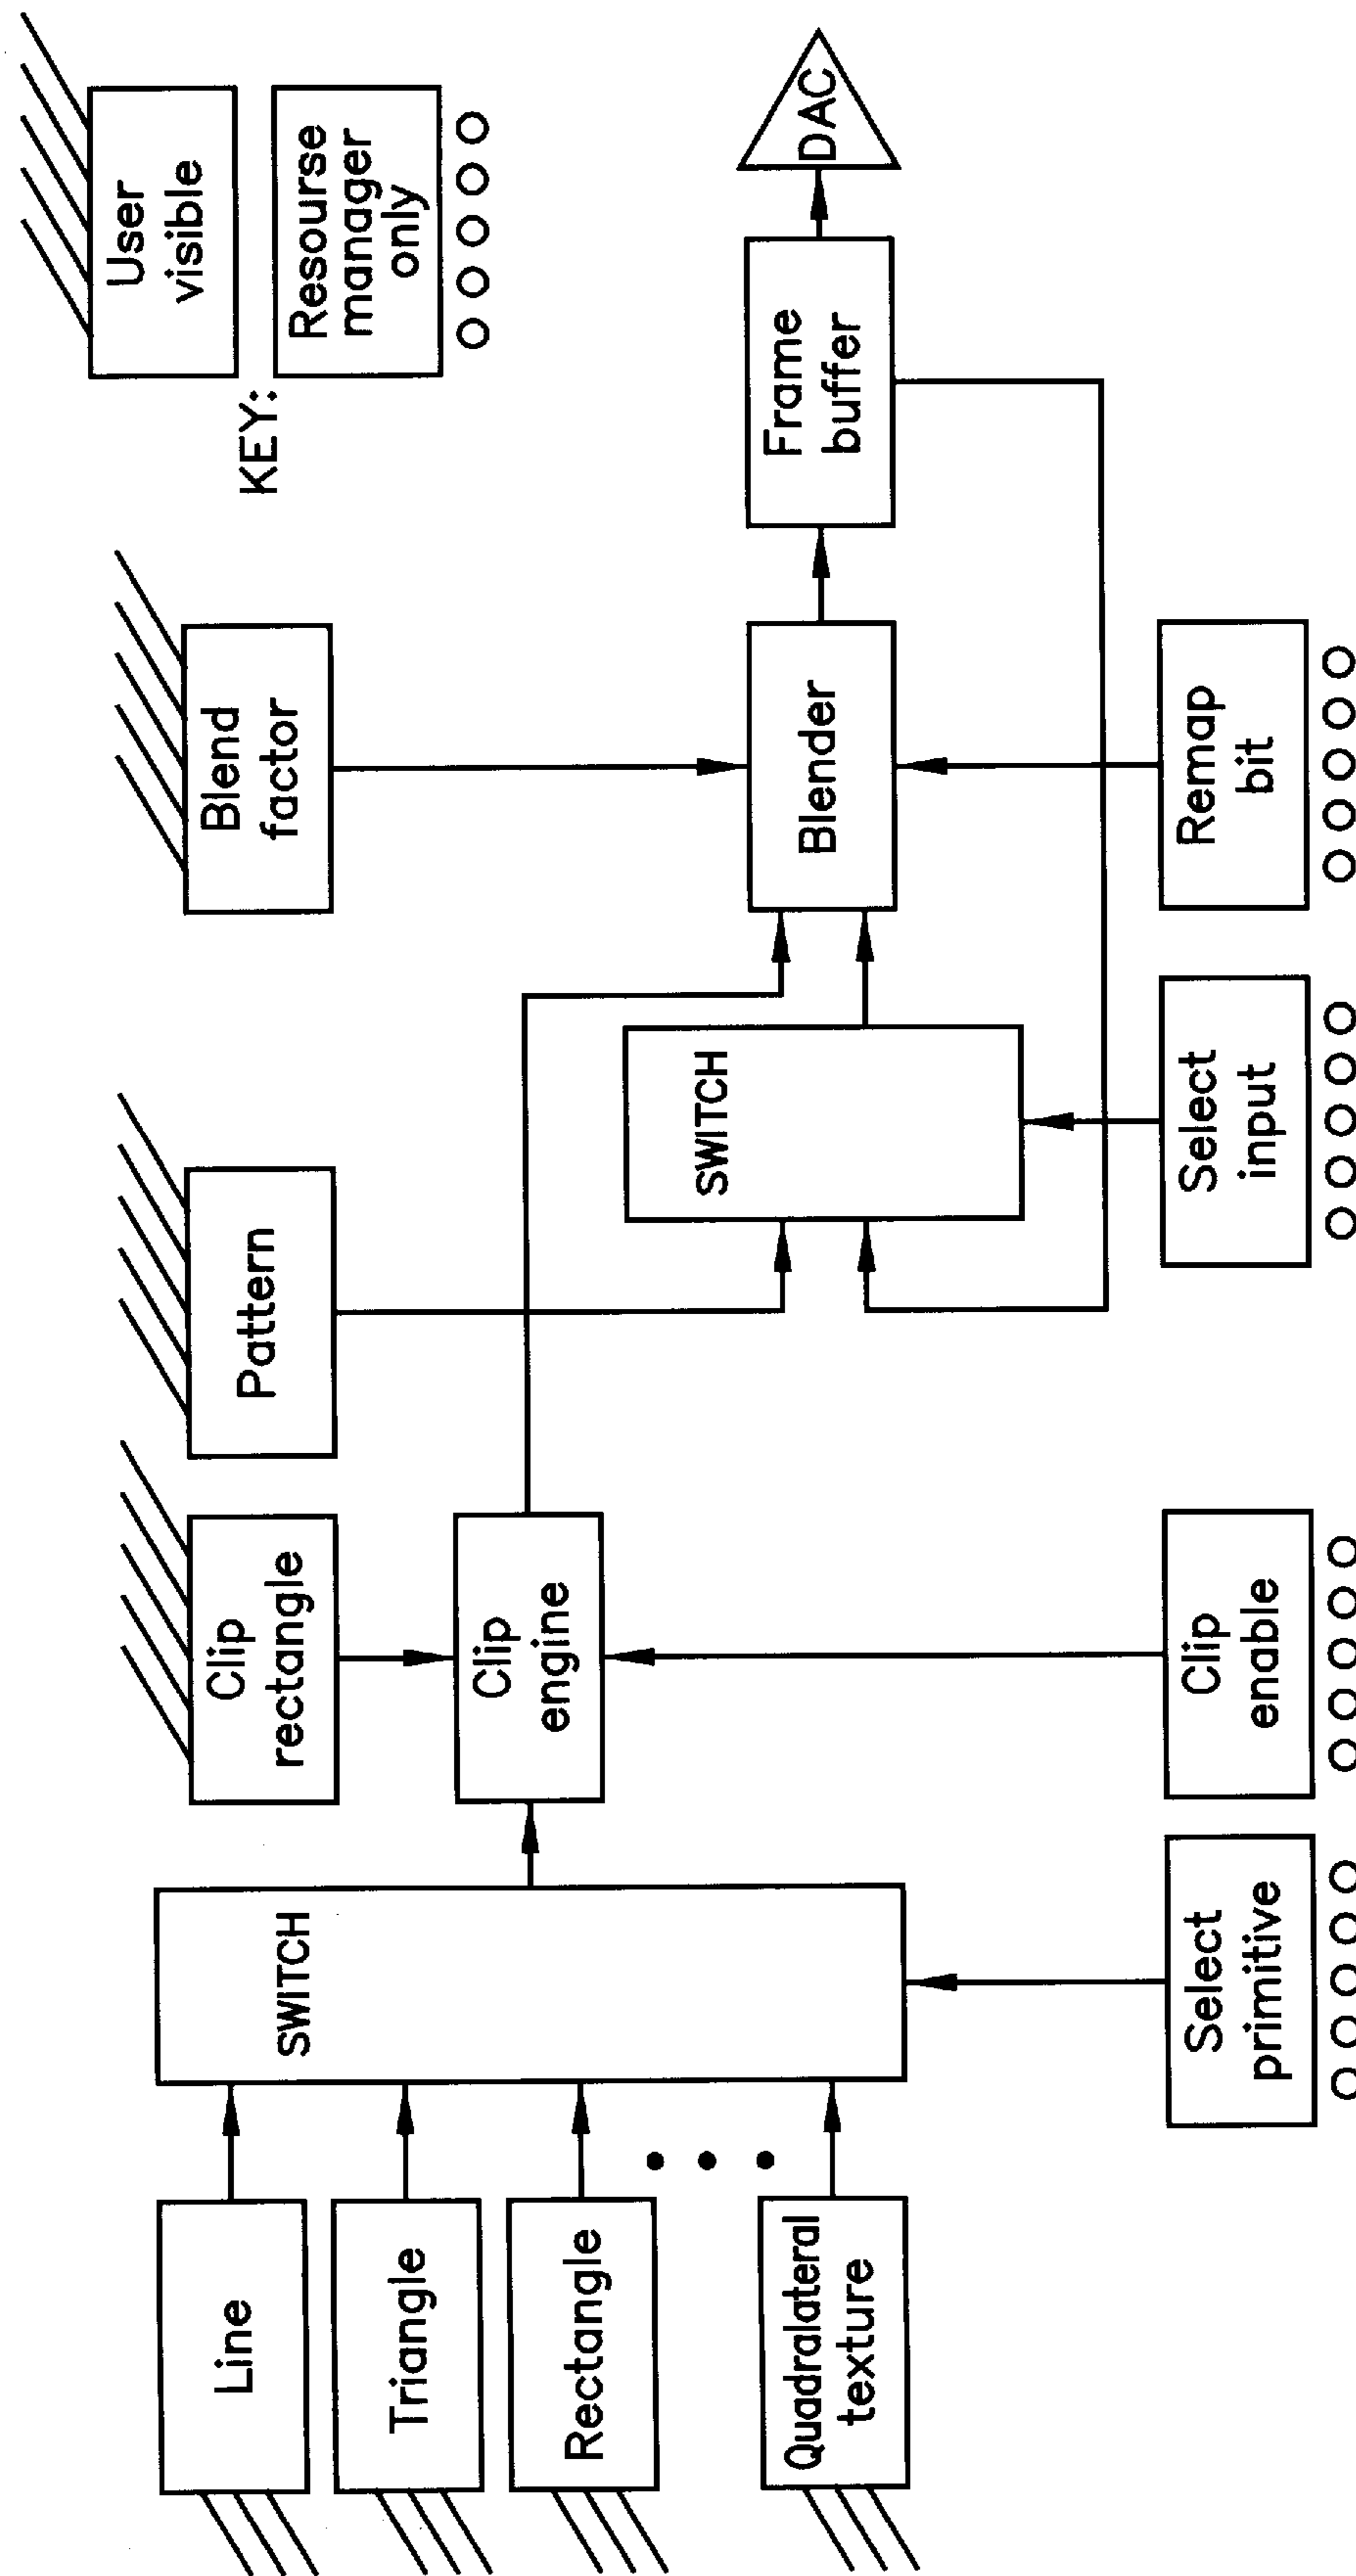 User
visible
KEY:
Resourse
manager
only
Line
Triangle
Rectangle
Quadralateral
texture
SWITCH
Select
primitive
Clip
rectangle
Clip
engine
Clip
enable
Pattern
SWITCH
Select
input
Blend
factor
Blender
Remap
bit
Frame
buffer
DAC